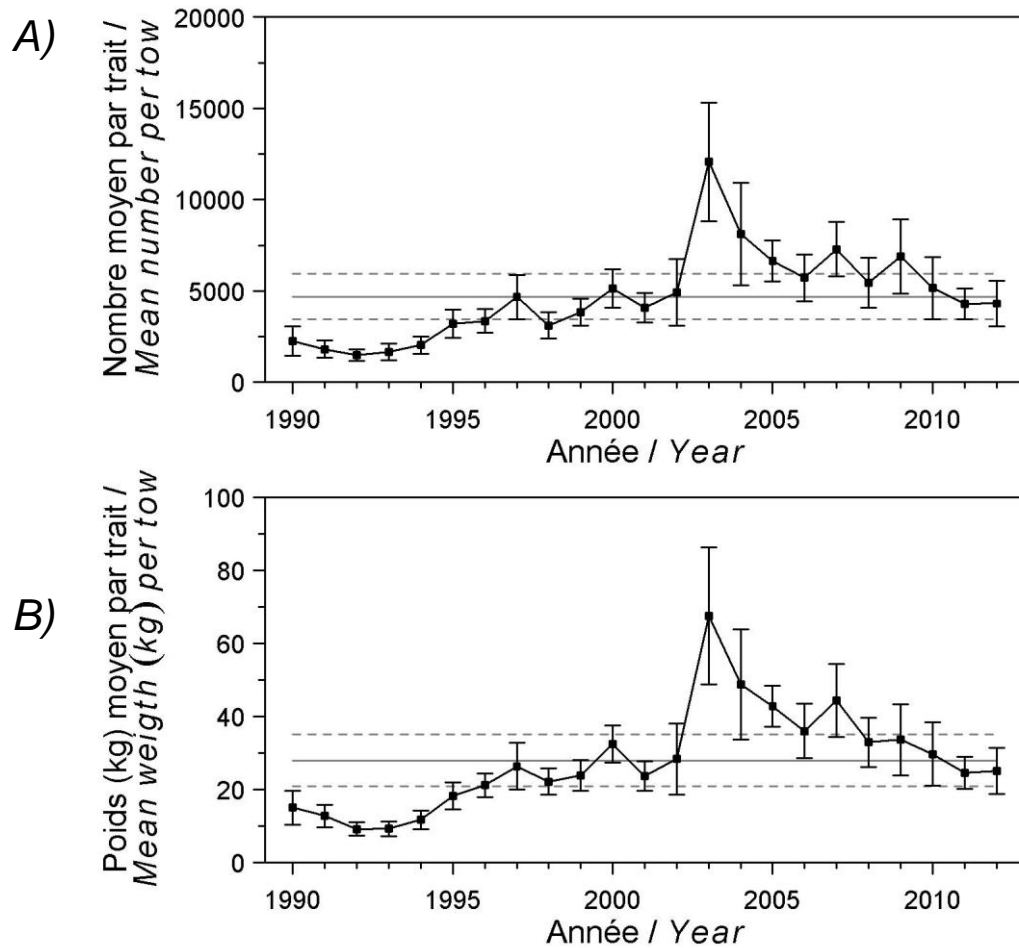 A)
Nombre moyen par trait /
Mean number per tow
20000
15000
10000
5000
0
1990
1995
2000
2005
2010
Année / Year
B)
Poids (kg) moyen par trait /
Mean weigth (kg) per tow
100
80
60
40
20
0
1990
1995
2000
2005
2010
Année / Year